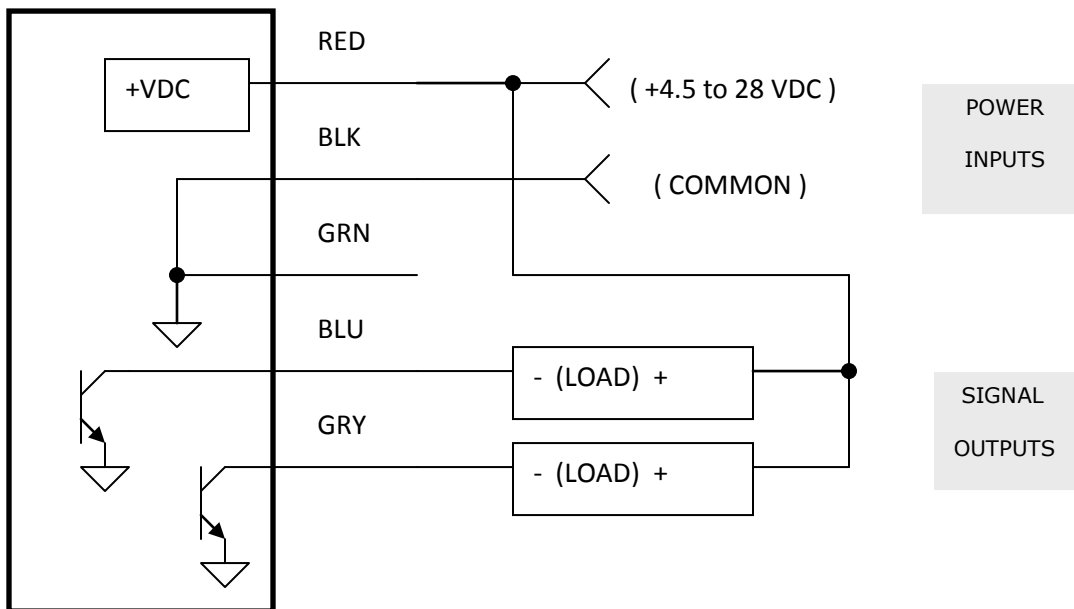 RED
+VDC
( +4.5 to 28 VDC )
POWER
INPUTS
BLK
( COMMON )
GRN
BLU
- (LOAD) +
SIGNAL
OUTPUTS
GRY
- (LOAD) +